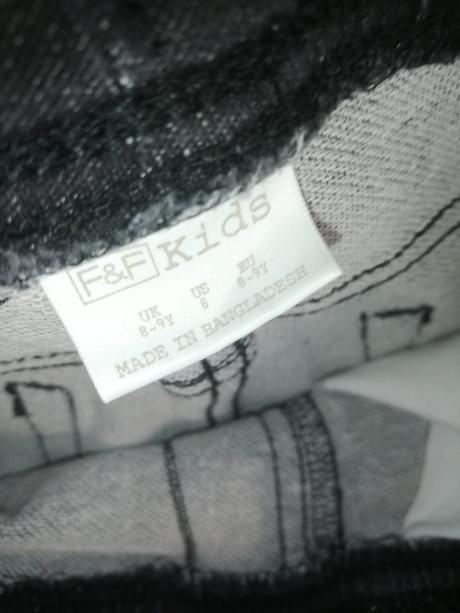 F&F Kids
UK US EU
8-9Y 8 8-9Y
MADE IN BANGLADESH